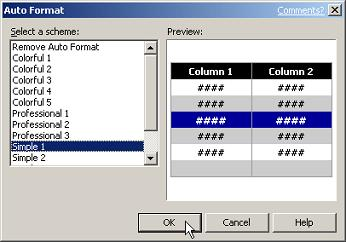 Auto Format
Comments?
Select a scheme:
Preview:
Remove Auto Format
Colorful 1
Colorful 2
Colorful 3
Colorful 4
Colorful 5
Professional 1
Professional 2
Professional 3
Simple 1
Simple 2
Column 1 Column 2
#### ####
#### ####
#### ####
#### ####
#### ####
OK Cancel Help